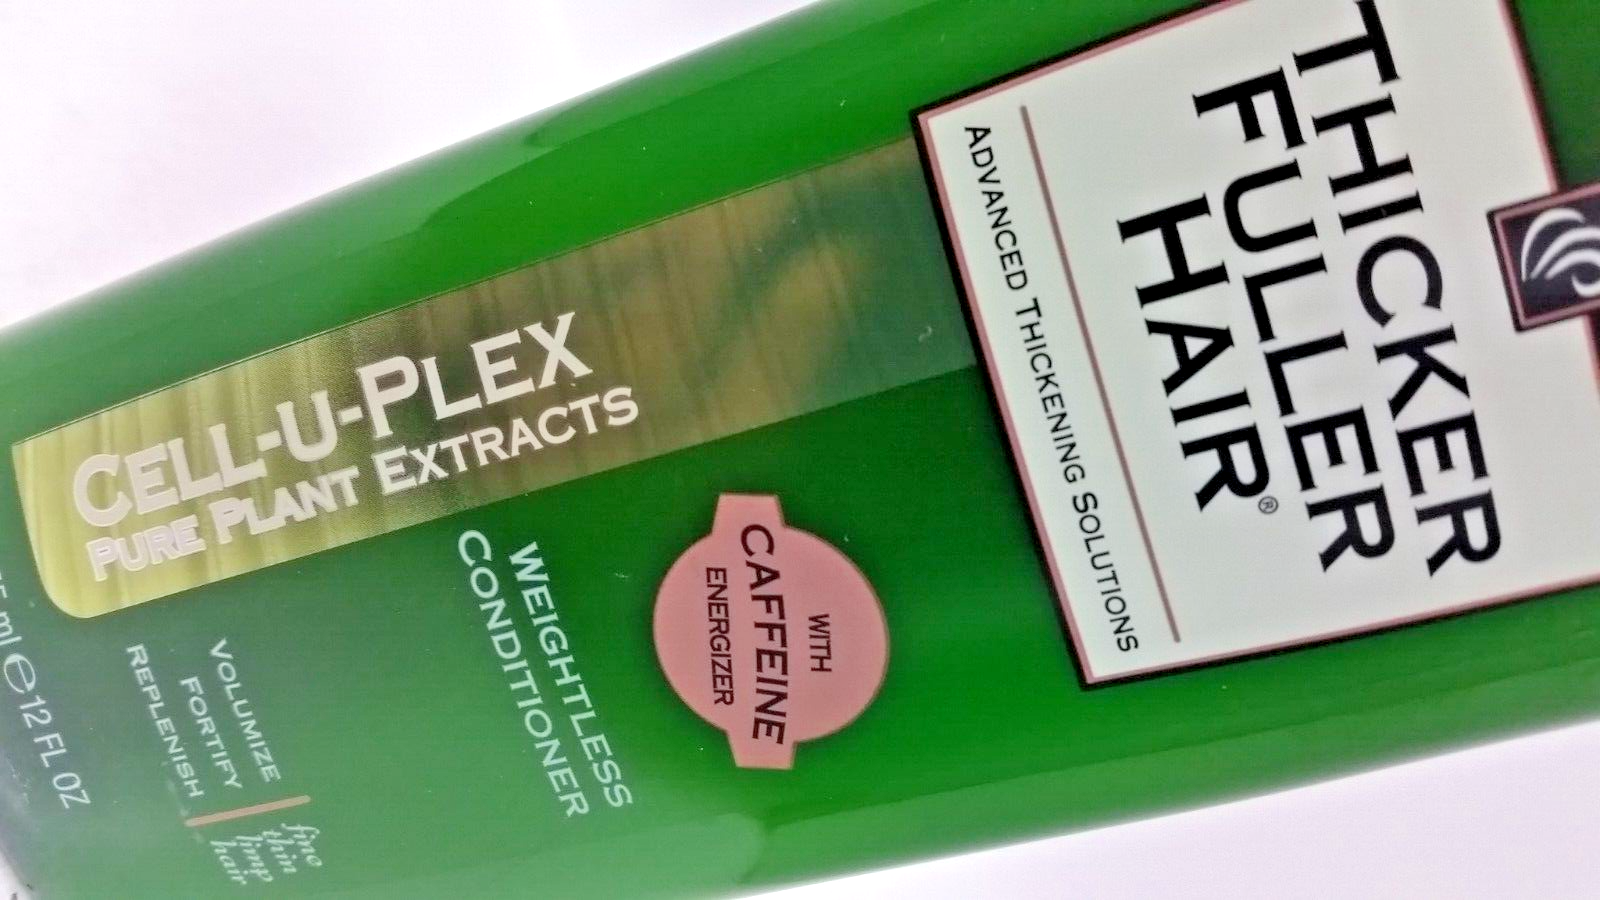 THICKER
FULLER
HAIR®
ADVANCED THICKENING SOLUTIONS
WITH
CAFFEINE
ENERGIZER
CELL-U-PLEX
PURE PLANT EXTRACTS
WEIGHTLESS
CONDITIONER
VOLUMIZE
FORTIFY
REPLENISH
fine
thin
limp
hair
ml ℮ 12 FL OZ